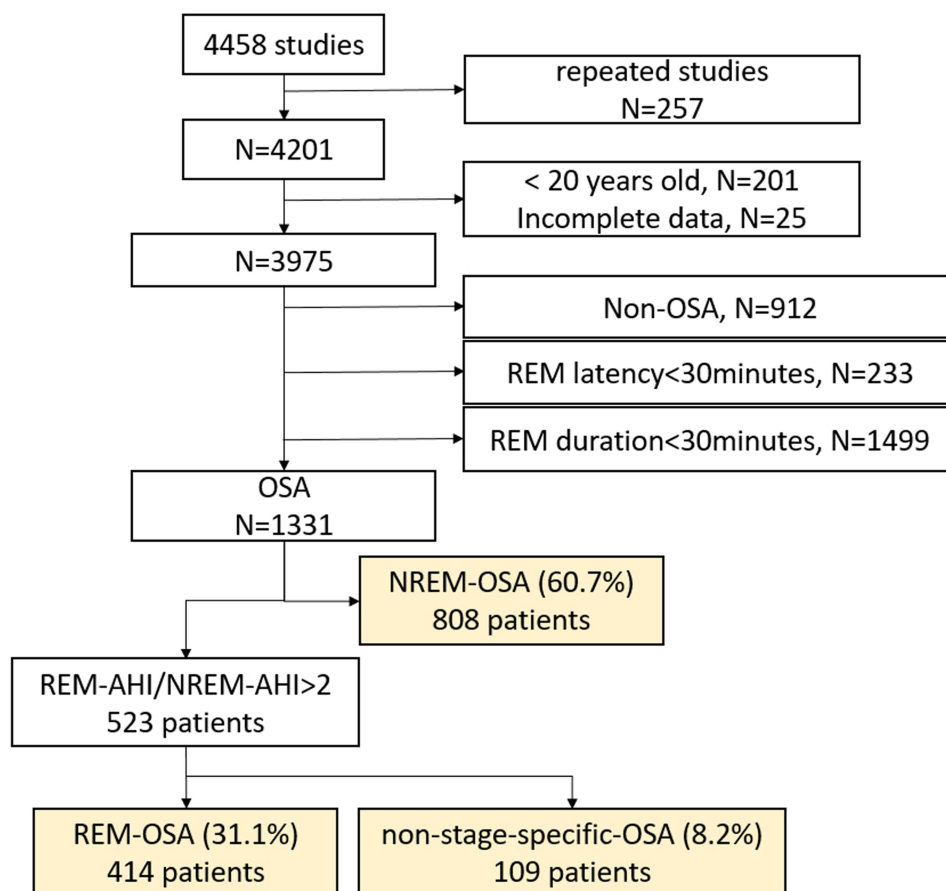 4458 studies
repeated studies
N=257
N=4201
< 20 years old, N=201
Incomplete data, N=25
N=3975
Non-OSA, N=912
REM latency<30minutes, N=233
REM duration<30minutes, N=1499
OSA
N=1331
NREM-OSA (60.7%)
808 patients
REM-AHI/NREM-AHI>2
523 patients
REM-OSA (31.1%)
414 patients
non-stage-specific-OSA (8.2%)
109 patients